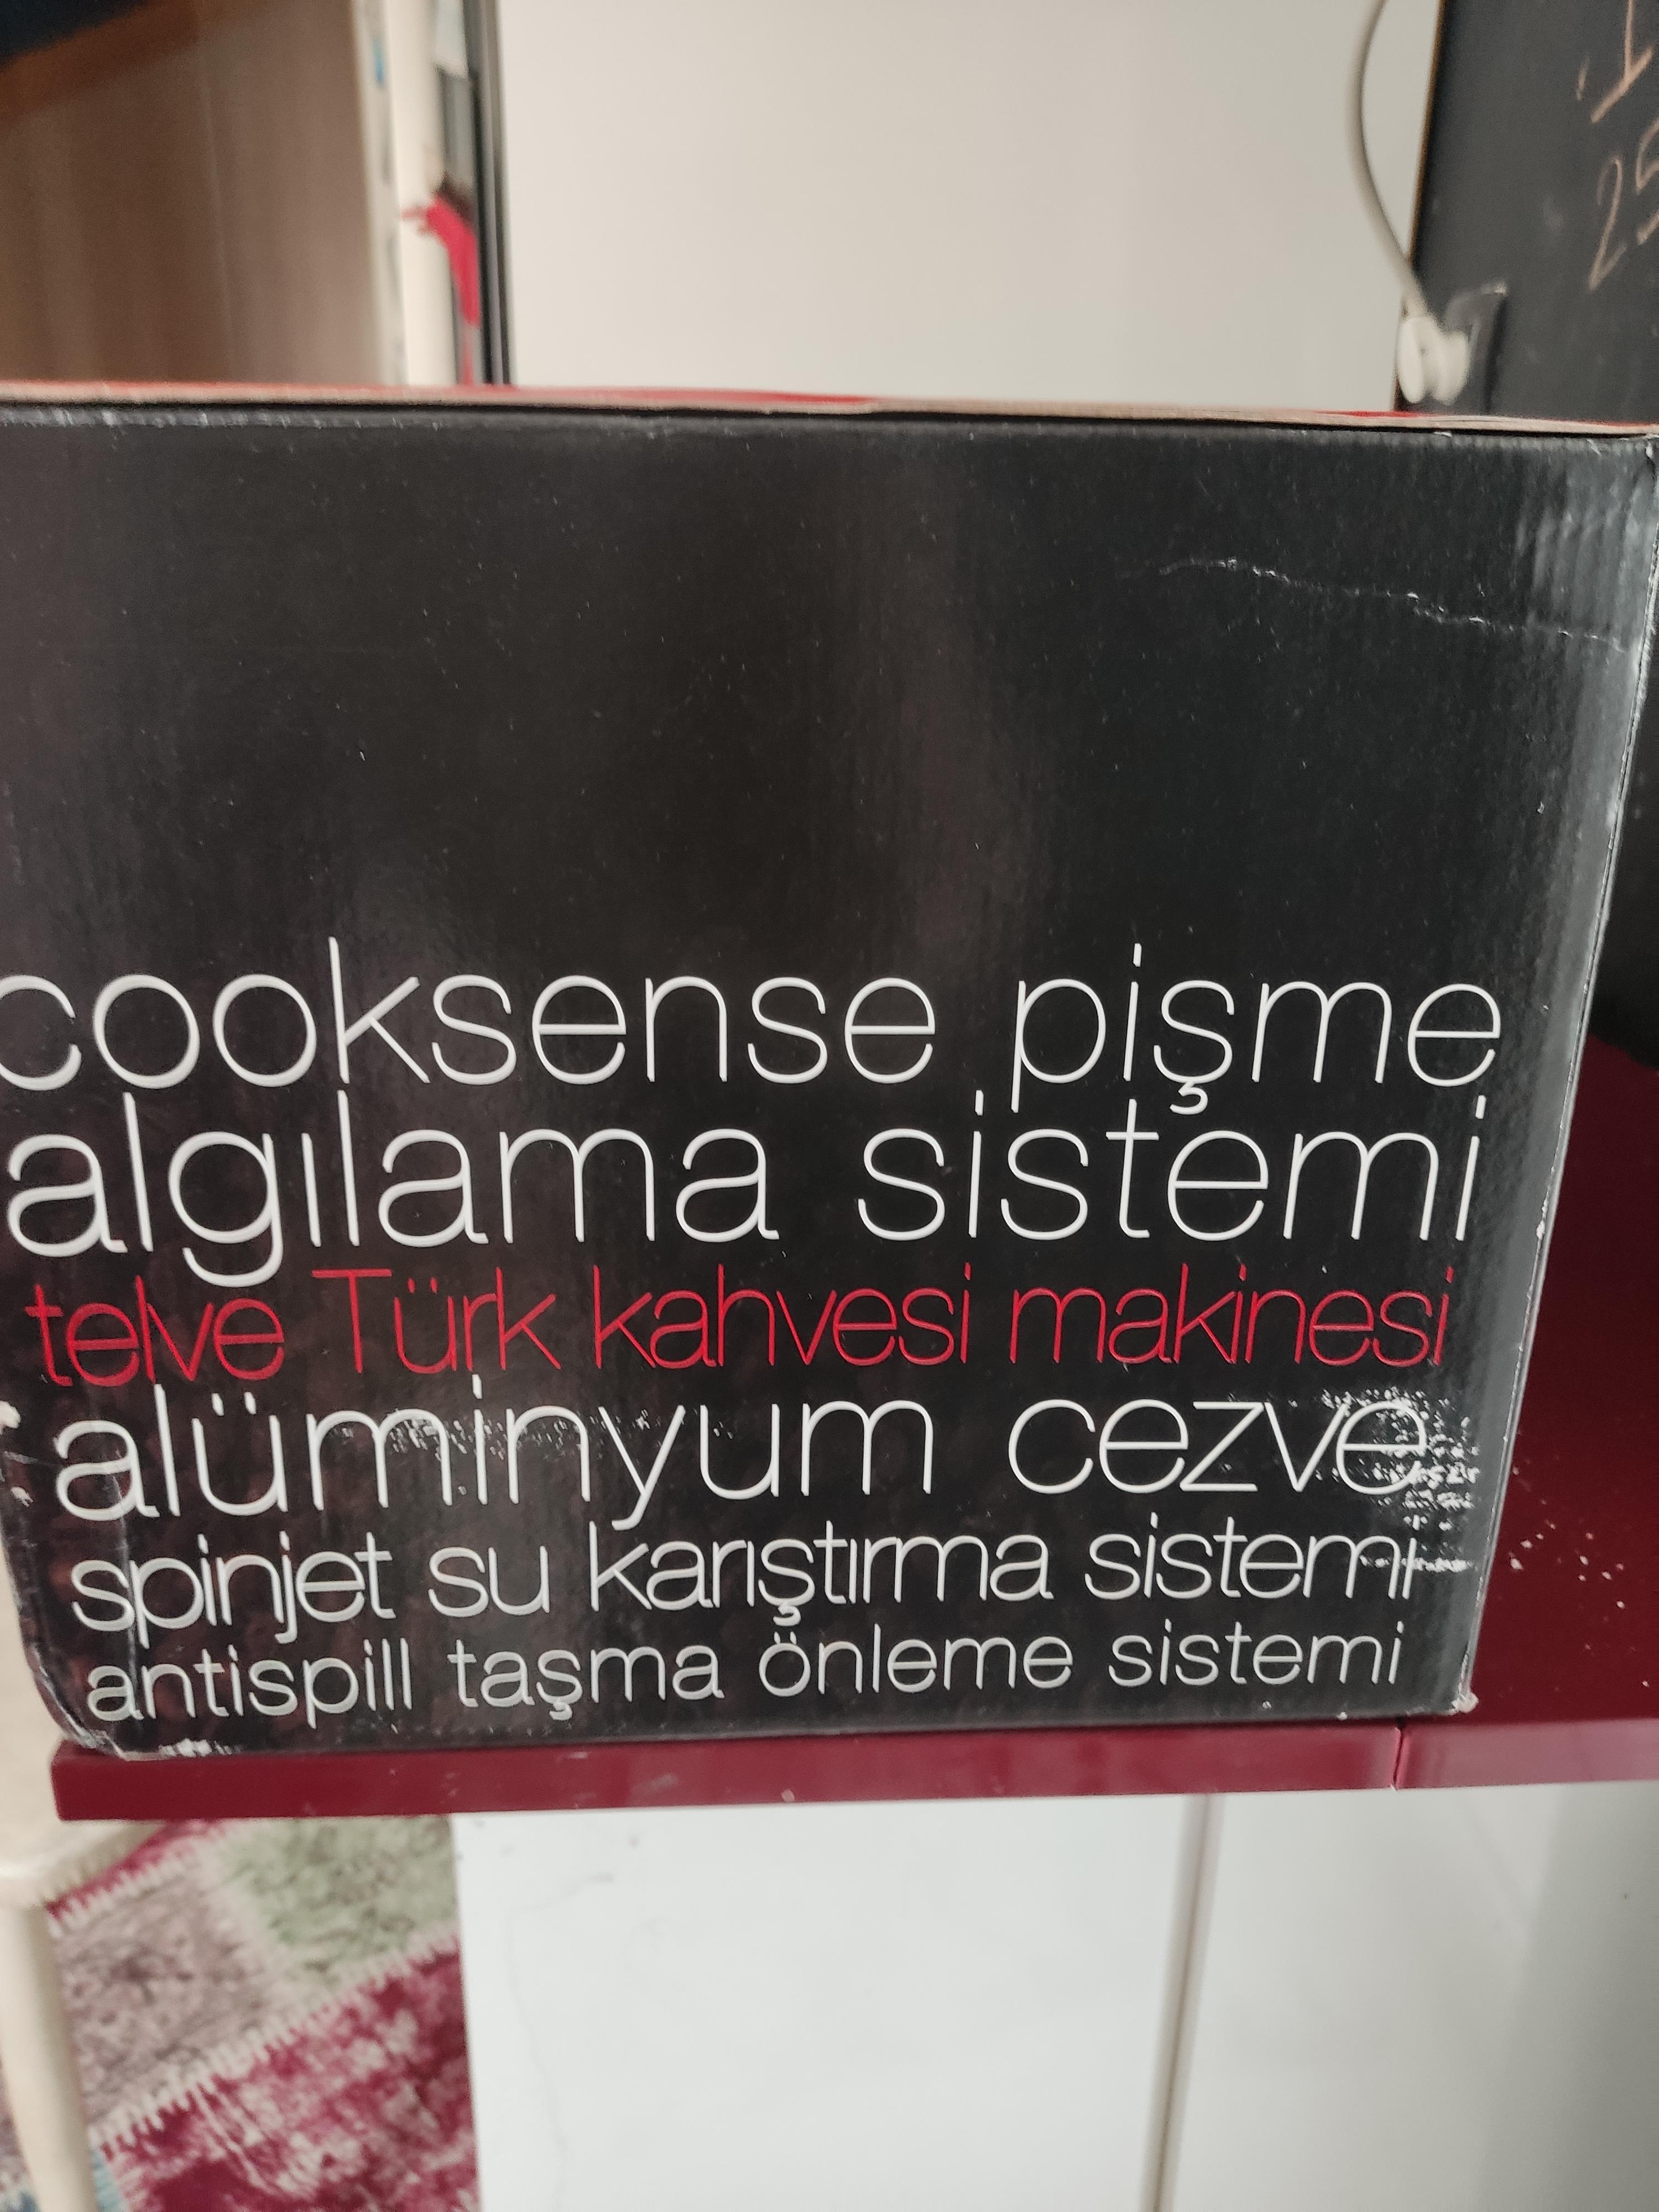 cooksense pişme
algılama sistemi
telve Türk kahvesi makinesi
alüminyum cezve
spinjet su karıştırma sistemi
antispill taşma önleme sistemi